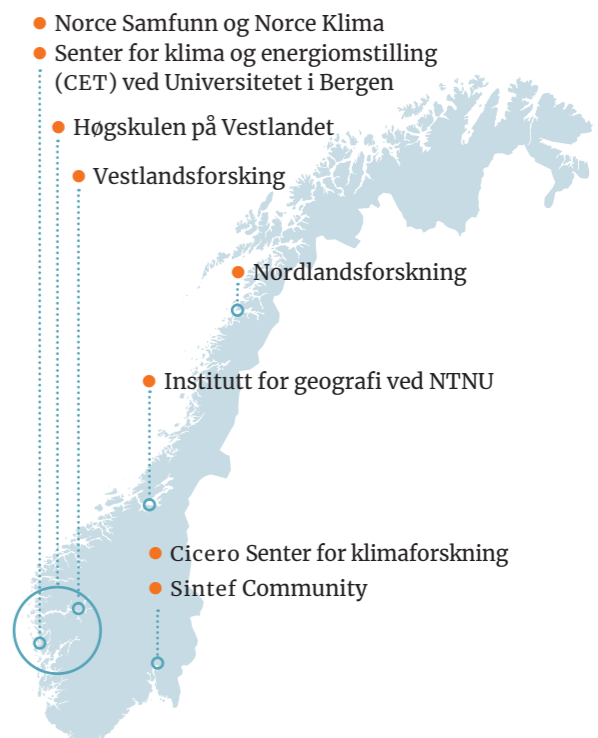 Norce Samfunn og Norce Klima
Senter for klima og energiomstilling
(CET) ved Universitetet i Bergen
Høgskulen på Vestlandet
Vestlandsforsking
Nordlandsforskning
Institutt for geografi ved NTNU
Cicero Senter for klimaforskning
Sintef Community